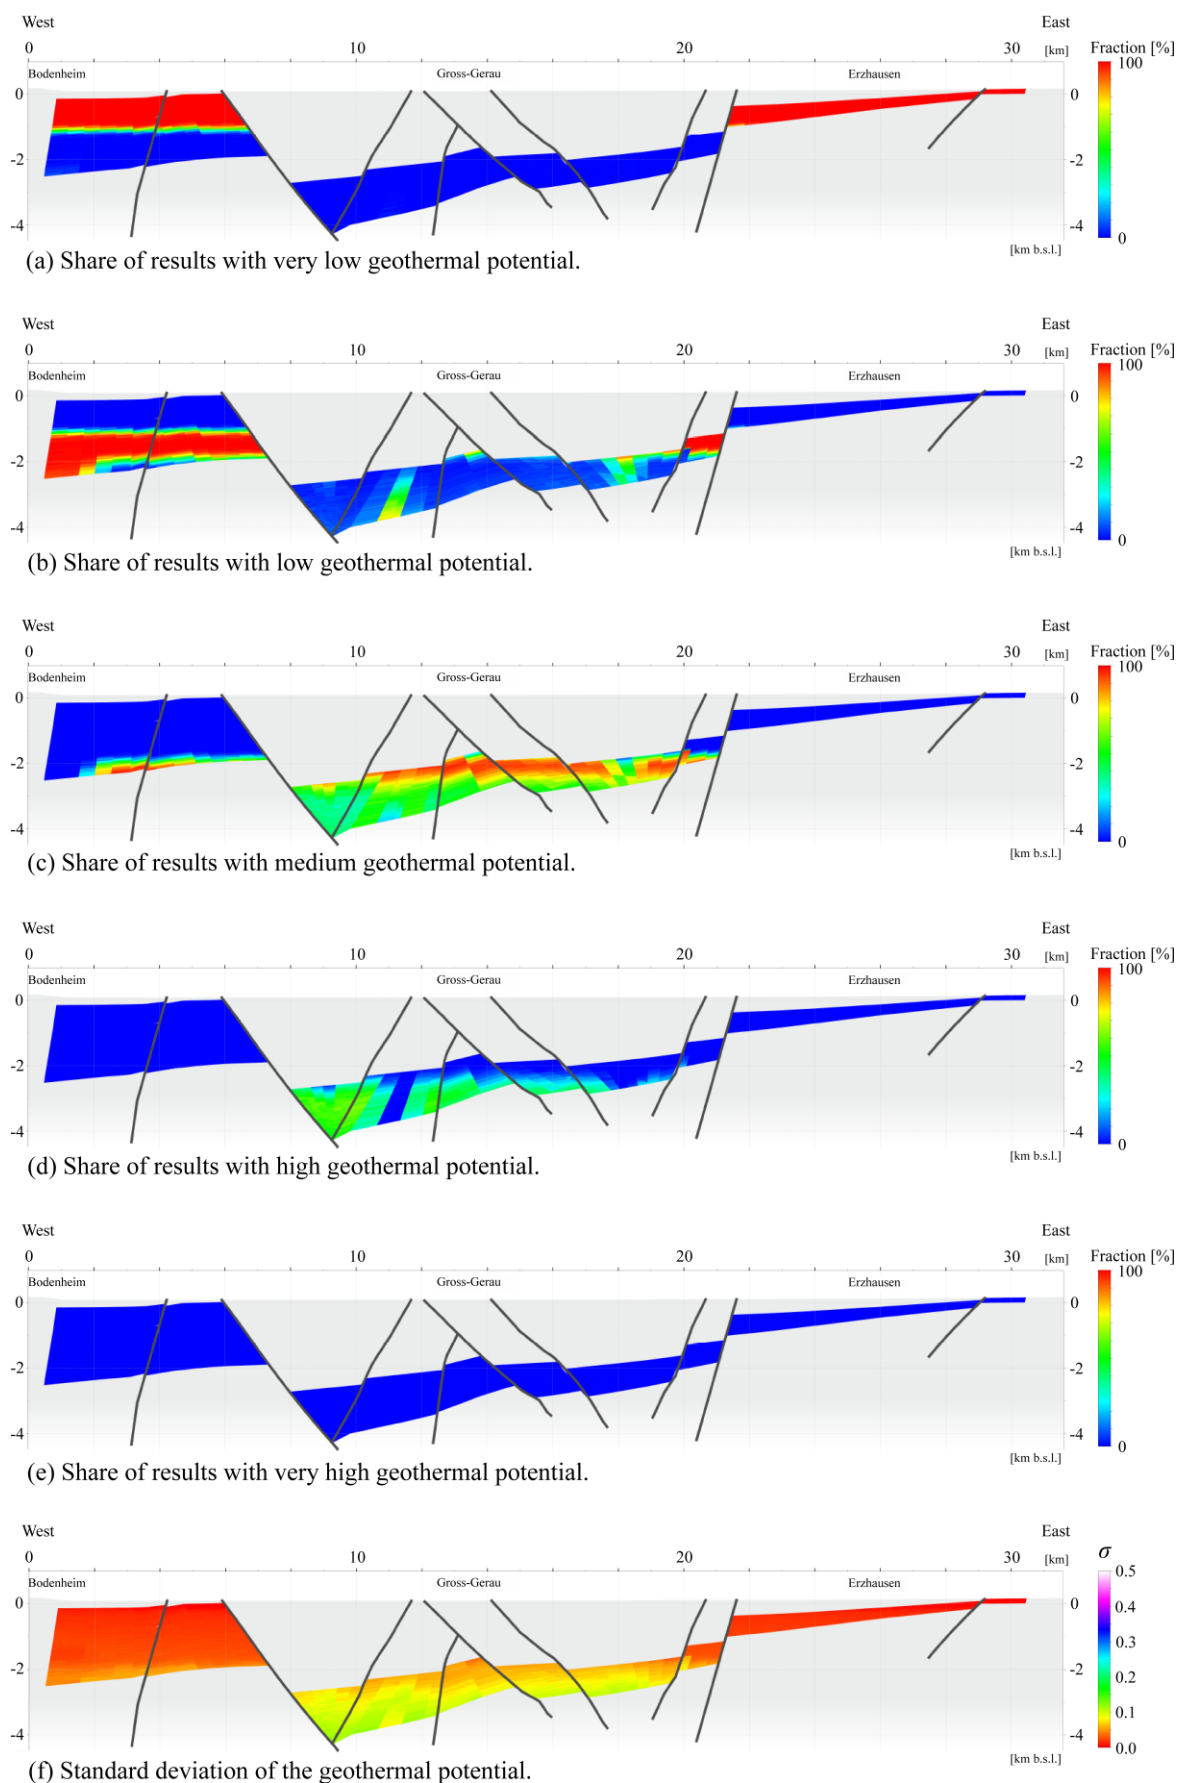 West East
0 10 20 30 [km] Fraction [%]
Bodenheim Gross-Gerau Erzhausen 100
0 0
-2 -2
-4 -4 0
[km b.s.l.]
(a) Share of results with very low geothermal potential.
West East
0 10 20 30 [km] Fraction [%]
Bodenheim Gross-Gerau Erzhausen 100
0 0
-2 -2
-4 -4 0
[km b.s.l.]
(b) Share of results with low geothermal potential.
West East
0 10 20 30 [km] Fraction [%]
Bodenheim Gross-Gerau Erzhausen 100
0 0
-2 -2
-4 -4 0
[km b.s.l.]
(c) Share of results with medium geothermal potential.
West East
0 10 20 30 [km] Fraction [%]
Bodenheim Gross-Gerau Erzhausen 100
0 0
-2 -2
-4 -4 0
[km b.s.l.]
(d) Share of results with high geothermal potential.
West East
0 10 20 30 [km] Fraction [%]
Bodenheim Gross-Gerau Erzhausen 100
0 0
-2 -2
-4 -4 0
[km b.s.l.]
(e) Share of results with very high geothermal potential.
West East
0 10 20 30 [km] σ
Bodenheim Gross-Gerau Erzhausen 0.5
0 0 0.4
0.3
-2 -2 0.2
0.1
-4 -4 0.0
[km b.s.l.]
(f) Standard deviation of the geothermal potential.